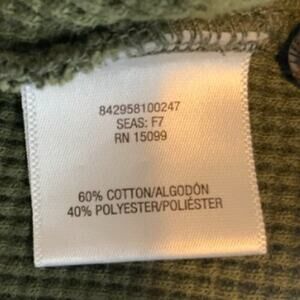 842958100247
SEAS: F7
RN 15099
60% COTTON/ALGODÓN
40% POLYESTER/POLIÉSTER